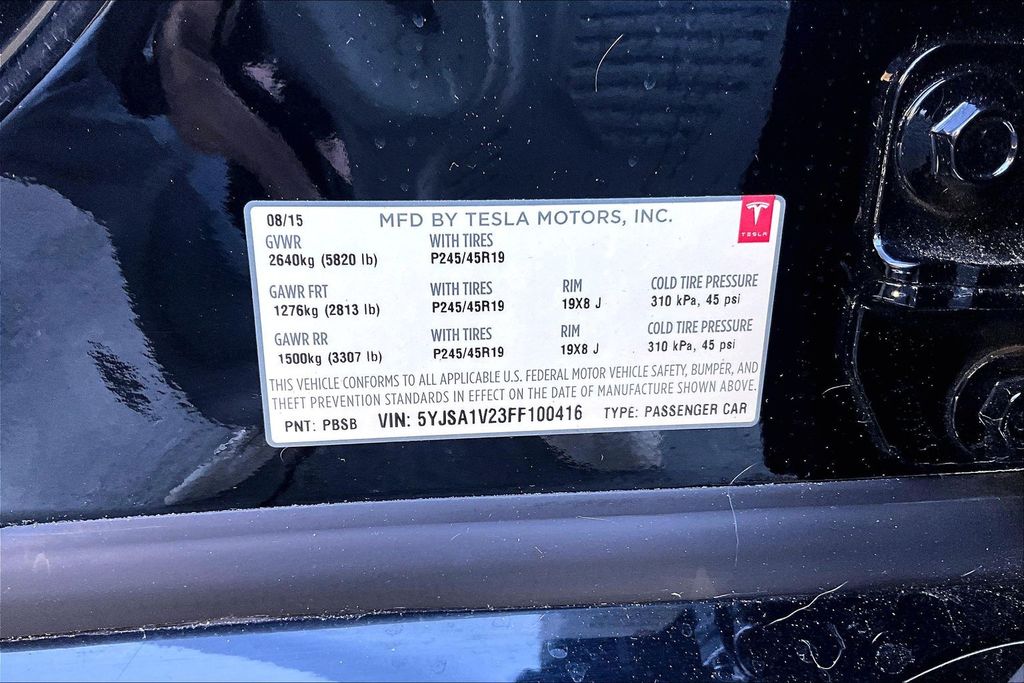 08/15 MFD BY TESLA MOTORS, INC.
TESLA
GVWR WITH TIRES
2640kg (5820 lb) P245/45R19
GAWR FRT WITH TIRES RIM COLD TIRE PRESSURE
1276kg (2813 lb) P245/45R19 19X8 J 310 kPa, 45 psi
GAWR RR WITH TIRES RIM COLD TIRE PRESSURE
1500kg (3307 lb) P245/45R19 19X8 J 310 kPa, 45 psi
THIS VEHICLE CONFORMS TO ALL APPLICABLE U.S. FEDERAL MOTOR VEHICLE SAFETY, BUMPER, AND
THEFT PREVENTION STANDARDS IN EFFECT ON THE DATE OF MANUFACTURE SHOWN ABOVE.
PNT: PBSB VIN: 5YJSA1V23FF100416 TYPE: PASSENGER CAR